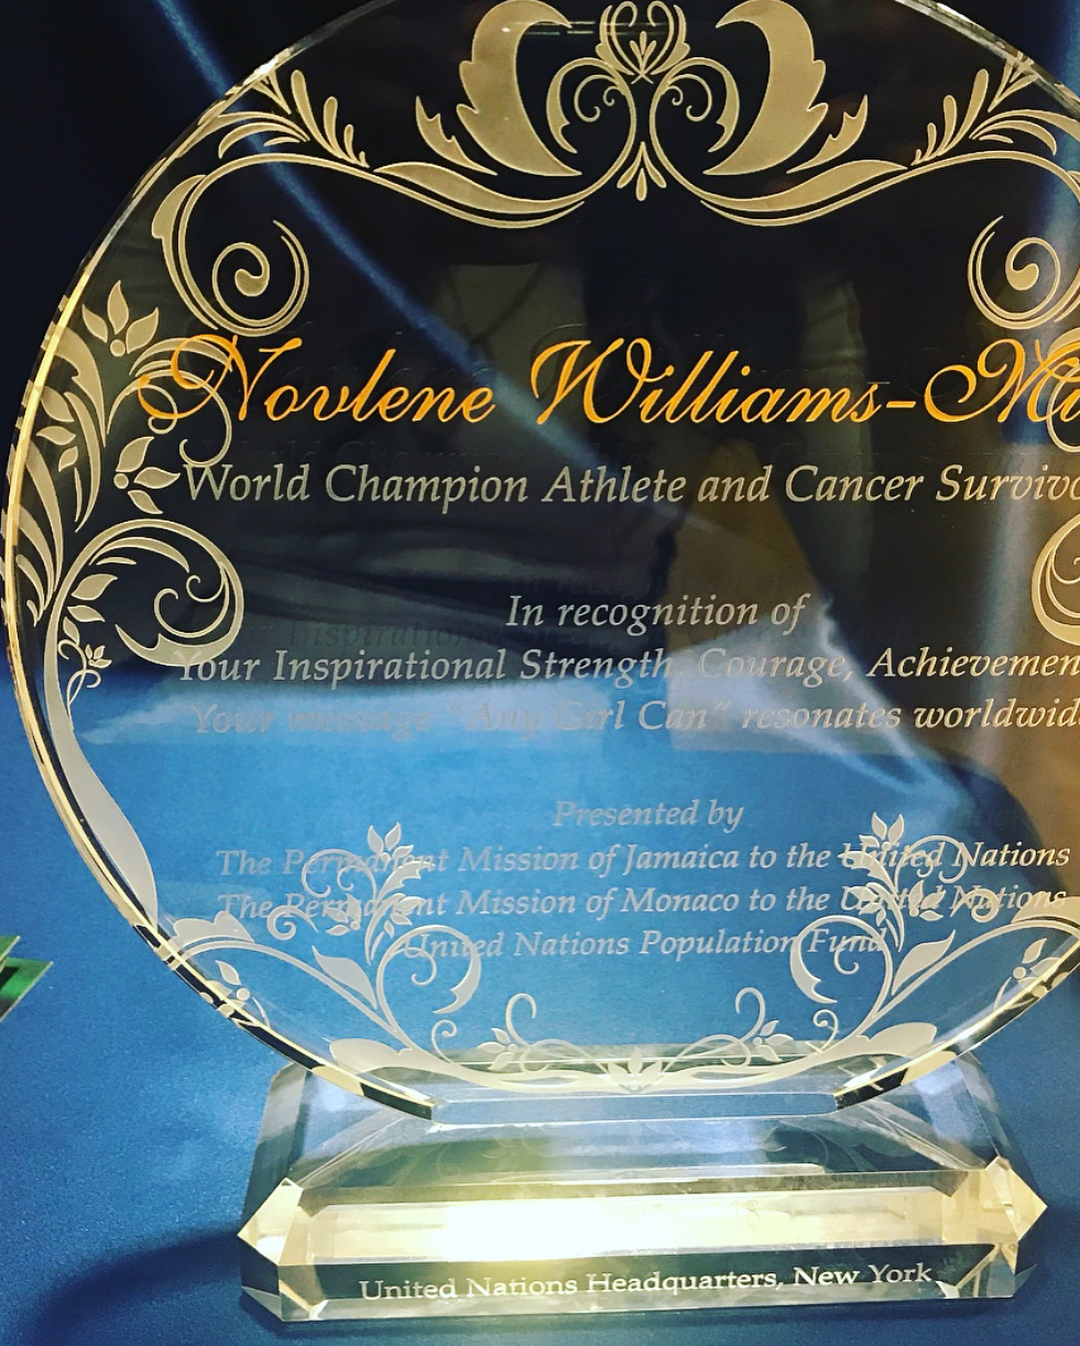 Novlene Williams-Mi
World Champion Athlete and Cancer Survivo
In recognition of
Your Inspirational Strength, Courage, Achievemen
Your message "Any Girl Can" resonates worldwid
Presented by
The Permanent Mission of Jamaica to the United Nations
The Permanent Mission of Monaco to the United Nations
United Nations Population Fund
United Nations Headquarters, New York